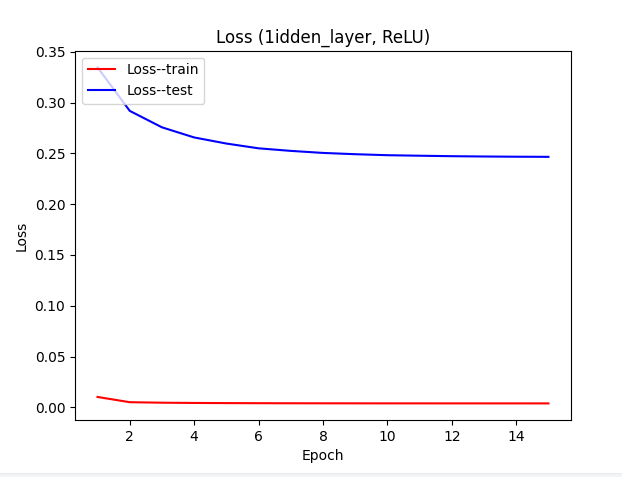 Loss (1idden_layer, ReLU)
Loss--train
Loss--test
0.35
0.30
0.25
0.20
0.15
0.10
0.05
0.00
Loss
2 4 6 8 10 12 14
Epoch